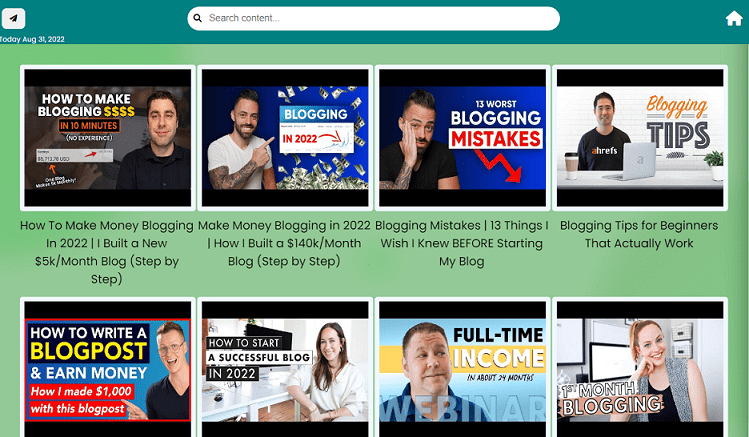 Search content...
Today Aug 31, 2022
HOW TO MAKE
BLOGGING $$$$
IN 10 MINUTES
(NO EXPERIENCE)
$5,713.70 USD
One Blog
Makes 5k Monthly!
BLOGGING
IN 2022
13 WORST
BLOGGING
MISTAKES
Blogging
TIPS
ahrefs
How To Make Money Blogging
In 2022 | I Built a New
$5k/Month Blog (Step by
Step)
Make Money Blogging in 2022
| How I Built a $140k/Month
Blog (Step by Step)
Blogging Mistakes | 13 Things I
Wish I Knew BEFORE Starting
My Blog
Blogging Tips for Beginners
That Actually Work
HOW TO WRITE A
BLOGPOST
& EARN MONEY
How I made $1,000
with this blogpost
HOW TO START
A SUCCESSFUL BLOG
IN 2022
FULL-TIME
INCOME
IN ABOUT 24 MONTHS
WEBINAR
1ST MONTH
BLOGGING